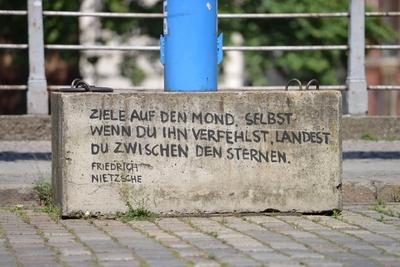 ZIELE AUF DEN MOND, SELBST
WENN DU IHN VERFEHLST, LANDEST
DU ZWISCHEN DEN STERNEN.
FRIEDRICH
NIETZSCHE